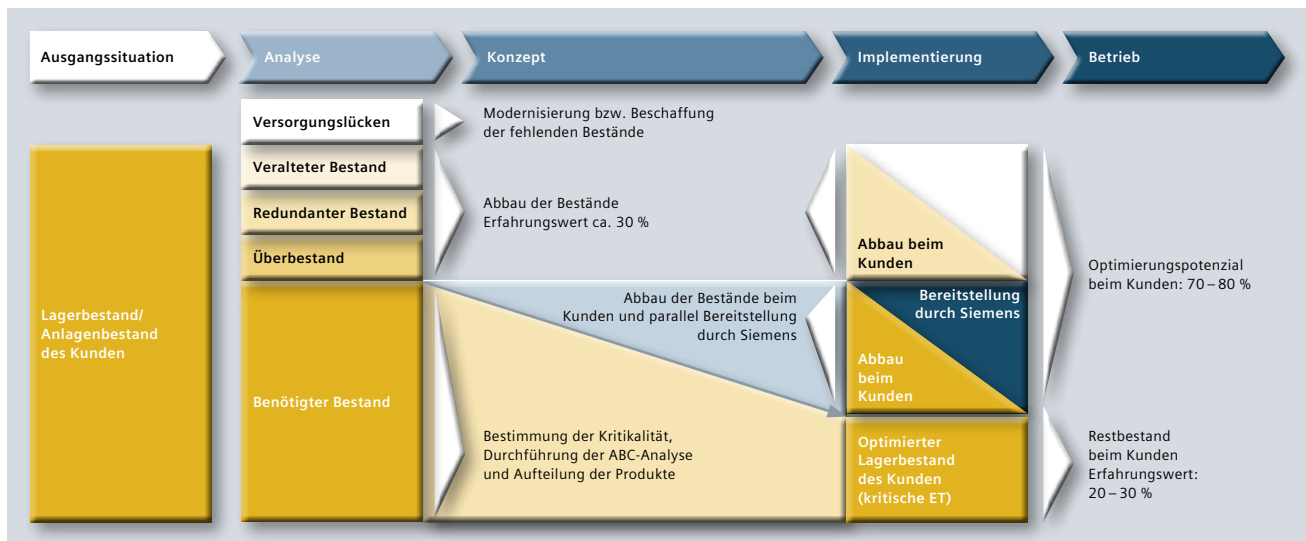 Ausgangssituation
Analyse
Konzept
Implementierung
Betrieb
Lagerbestand/
Anlagenbestand
des Kunden
Versorgungslücken
Veralteter Bestand
Redundanter Bestand
Überbestand
Benötigter Bestand
Modernisierung bzw. Beschaffung
der fehlenden Bestände
Abbau der Bestände
Erfahrungswert ca. 30 %
Abbau der Bestände beim
Kunden und parallel Bereitstellung
durch Siemens
Bestimmung der Kritikalität,
Durchführung der ABC-Analyse
und Aufteilung der Produkte
Abbau beim
Kunden
Bereitstellung
durch Siemens
Abbau
beim
Kunden
Optimierter
Lagerbestand
des Kunden
(kritische ET)
Optimierungspotenzial
beim Kunden: 70 – 80 %
Restbestand
beim Kunden
Erfahrungswert:
20 – 30 %